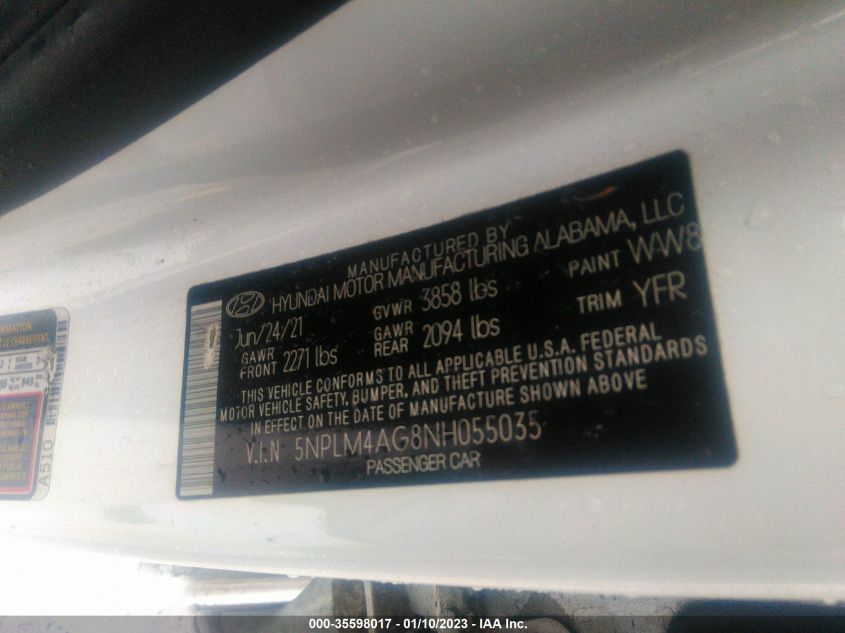 MANUFACTURED BY
HYUNDAI MOTOR MANUFACTURING ALABAMA, LLC
Jun/24/21 GVWR 3858 lbs PAINT WW8
GAWR FRONT 2271 lbs GAWR REAR 2094 lbs TRIM YFR
THIS VEHICLE CONFORMS TO ALL APPLICABLE U.S.A. FEDERAL
MOTOR VEHICLE SAFETY, BUMPER, AND THEFT PREVENTION STANDARDS
IN EFFECT ON THE DATE OF MANUFACTURE SHOWN ABOVE
V.I.N 5NPLM4AG8NH055035
PASSENGER CAR
A510
000-35598017 - 01/10/2023 - IAA Inc.